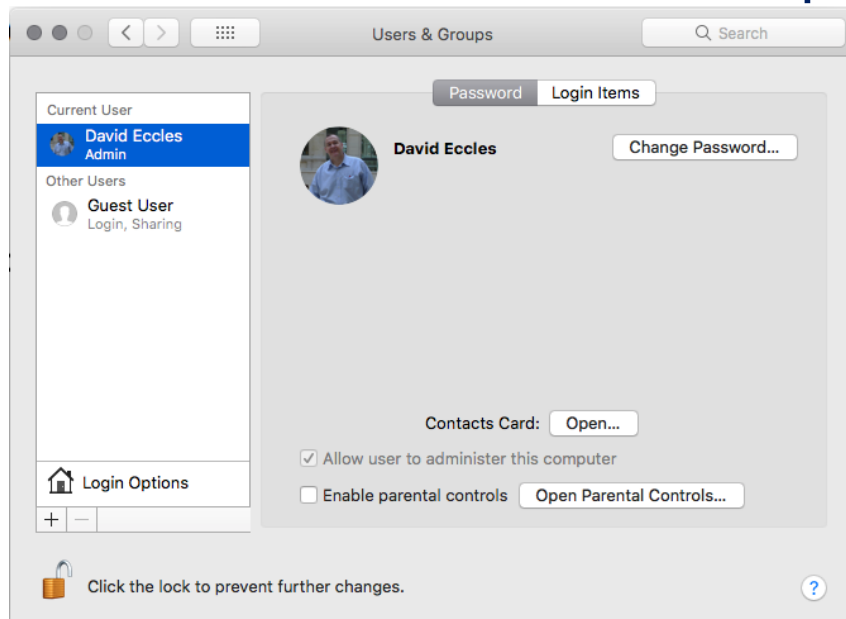 Users & Groups
Search
Password Login Items
Current User
David Eccles
Admin
Other Users
Guest User
Login, Sharing
David Eccles
Change Password...
Contacts Card: Open...
Allow user to administer this computer
Enable parental controls Open Parental Controls...
Login Options
+ −
Click the lock to prevent further changes.
?